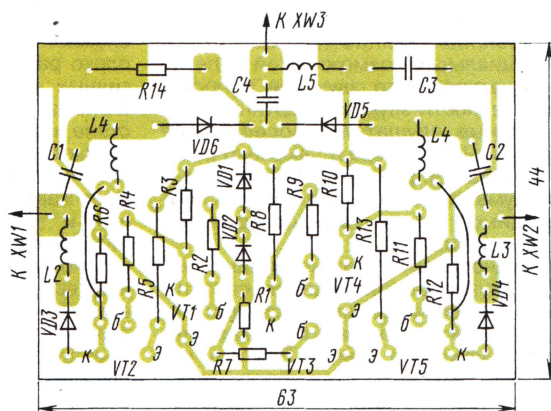 К XW3
R14
C4
L5
C3
L4
VD6
VD5
L4
C1
C2
R3
VD1
R9
R10
44
R6
R4
VD2
R8
R13
R11
К XW1
К XW2
L2
R2
L3
VD3
R5
К
VT1
R1
К
VT4
К
R12
VD4
б
Э
б
б
Э
б
К
VT2
Э
R7
VT3
Э
VT5
К
63